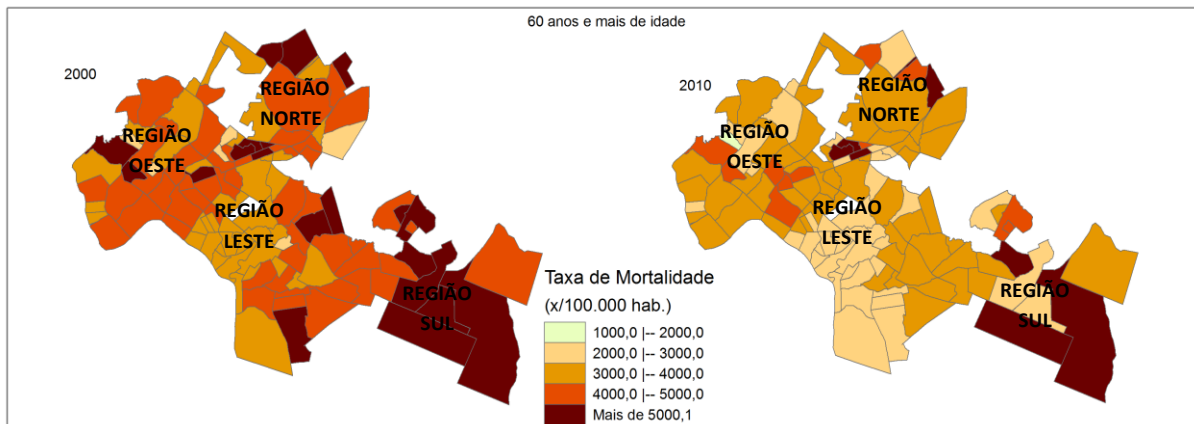 60 anos e mais de idade
2000
REGIÃO
NORTE
REGIÃO
OESTE
REGIÃO
LESTE
REGIÃO
SUL
2010
REGIÃO
NORTE
REGIÃO
OESTE
REGIÃO
LESTE
REGIÃO
SUL
Taxa de Mortalidade
(x/100.000 hab.)
1000,0 |-- 2000,0
2000,0 |-- 3000,0
3000,0 |-- 4000,0
4000,0 |-- 5000,0
Mais de 5000,1